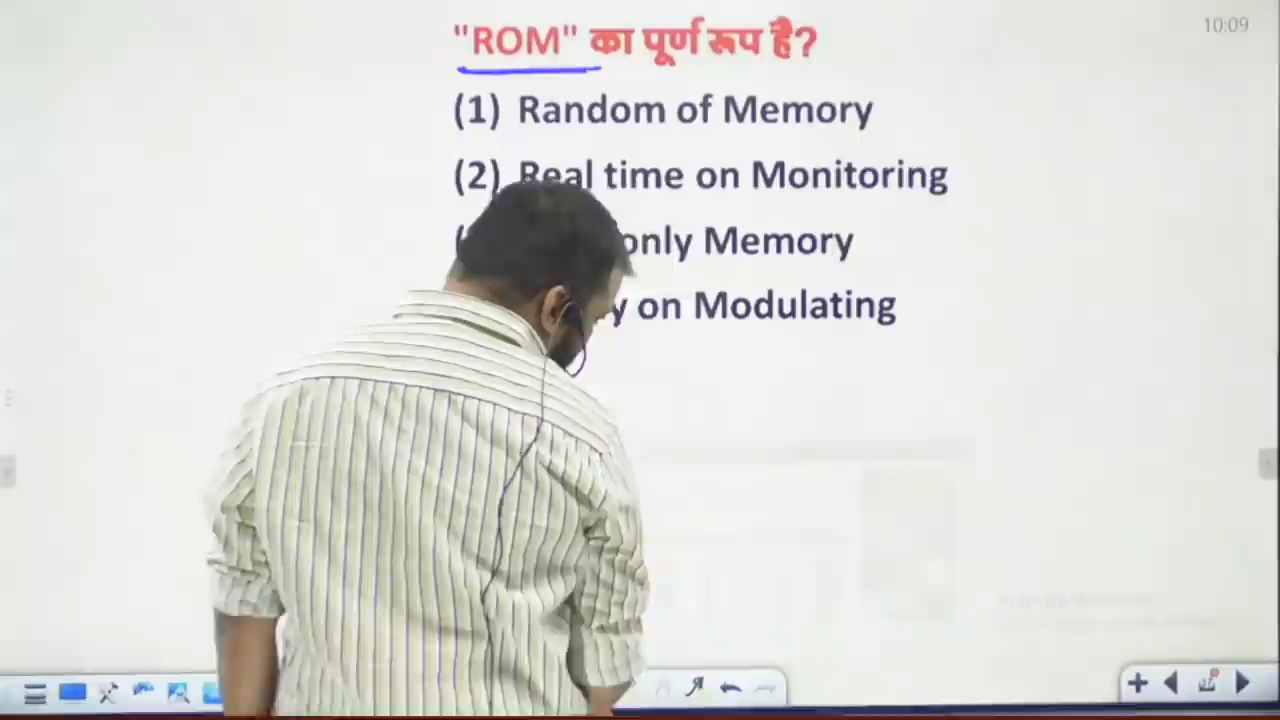 10:09
"ROM" का पूर्ण रूप है?
(1) Random of Memory
(2) Real time on Monitoring
only Memory
on Modulating